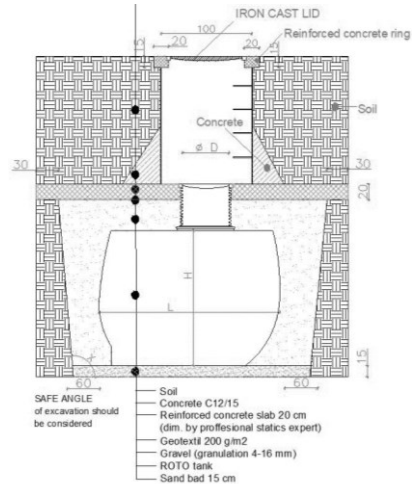 IRON CAST LID
100
20
20
Reinforced concrete ring
15
15
Soil
Concrete
ø D
30
30
20
H
L
15
60
60
SAFE ANGLE
of excavation should
be considered
Soil
Concrete C12/15
Reinforced concrete slab 20 cm
(dim. by proffesional statics expert)
Geotextil 200 g/m2
Gravel (granulation 4-16 mm)
ROTO tank
Sand bad 15 cm